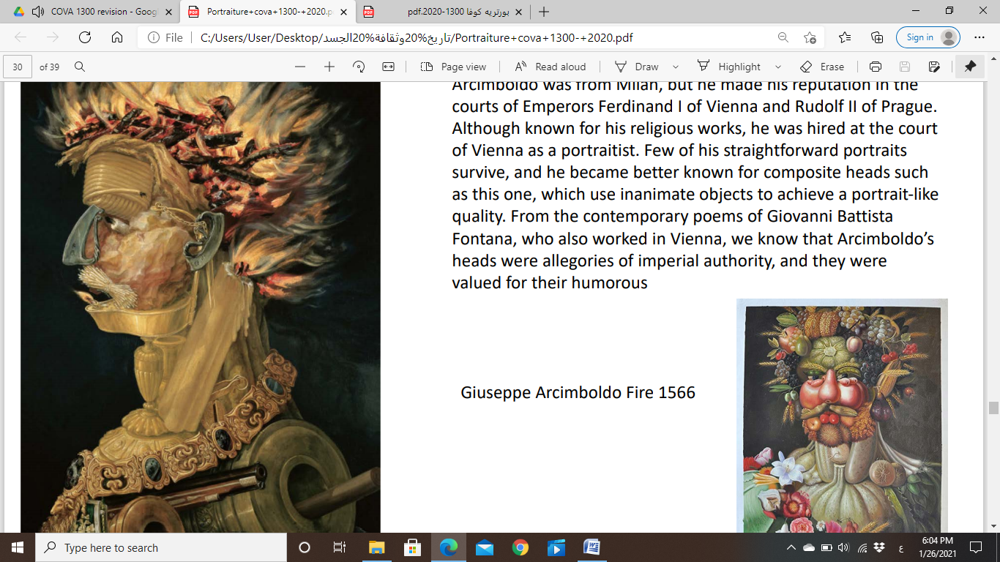 COVA 1300 revision - Goog
Portraiture+cova+1300-+2020.p
بورتريه كوفا 1300-2020.pdf
File
C:/Users/User/Desktop/تاريخ%20وثقافة%20الجسد/Portraiture+cova+1300-+2020.pdf
Sign in
30
of 39
Page view
Read aloud
Draw
Highlight
Erase
Arcimboldo was from Milan, but he made his reputation in the
courts of Emperors Ferdinand I of Vienna and Rudolf II of Prague.
Although known for his religious works, he was hired at the court
of Vienna as a portraitist. Few of his straightforward portraits
survive, and he became better known for composite heads such
as this one, which use inanimate objects to achieve a portrait-like
quality. From the contemporary poems of Giovanni Battista
Fontana, who also worked in Vienna, we know that Arcimboldo’s
heads were allegories of imperial authority, and they were
valued for their humorous
Giuseppe Arcimboldo Fire 1566
Type here to search
ع
6:04 PM
1/26/2021